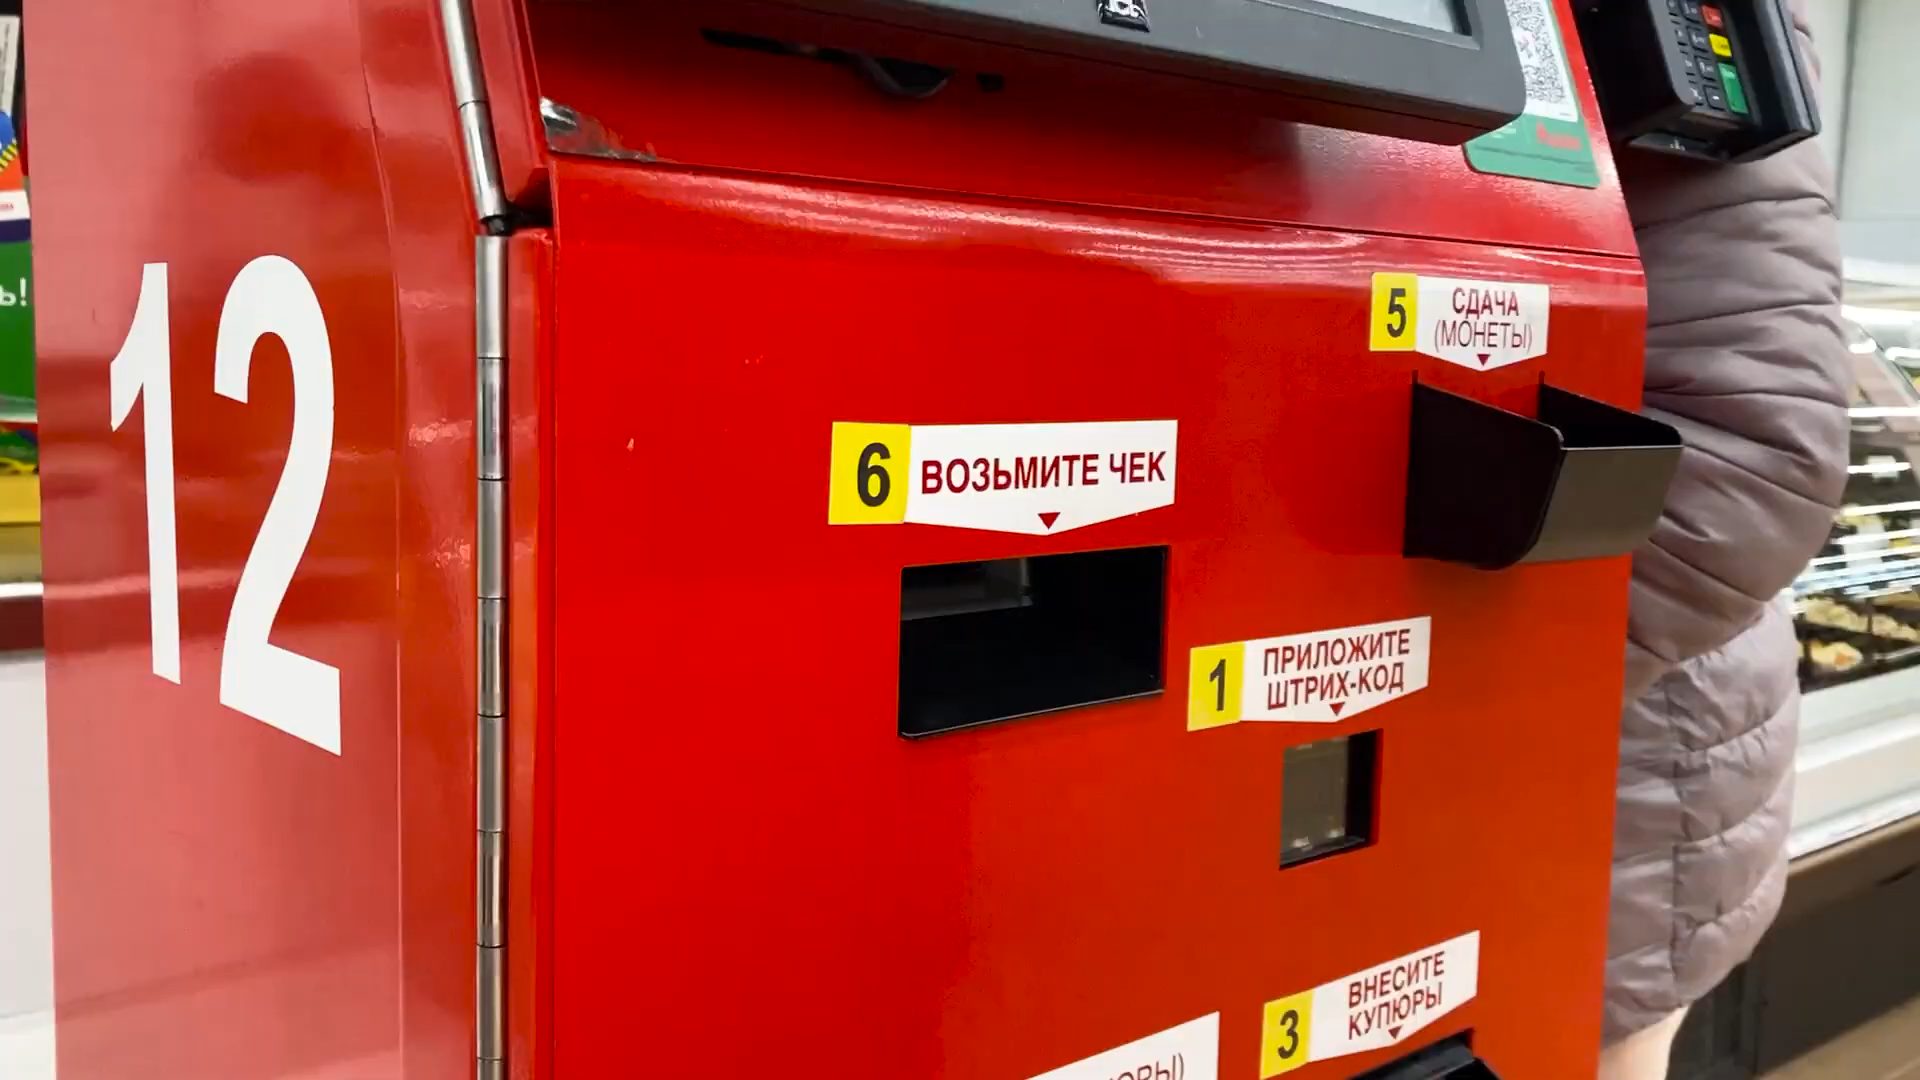 12
5
СДАЧА
(МОНЕТЫ)
6
ВОЗЬМИТЕ ЧЕК
1
ПРИЛОЖИТЕ
ШТРИХ-КОД
3
ВНЕСИТЕ
КУПЮРЫ